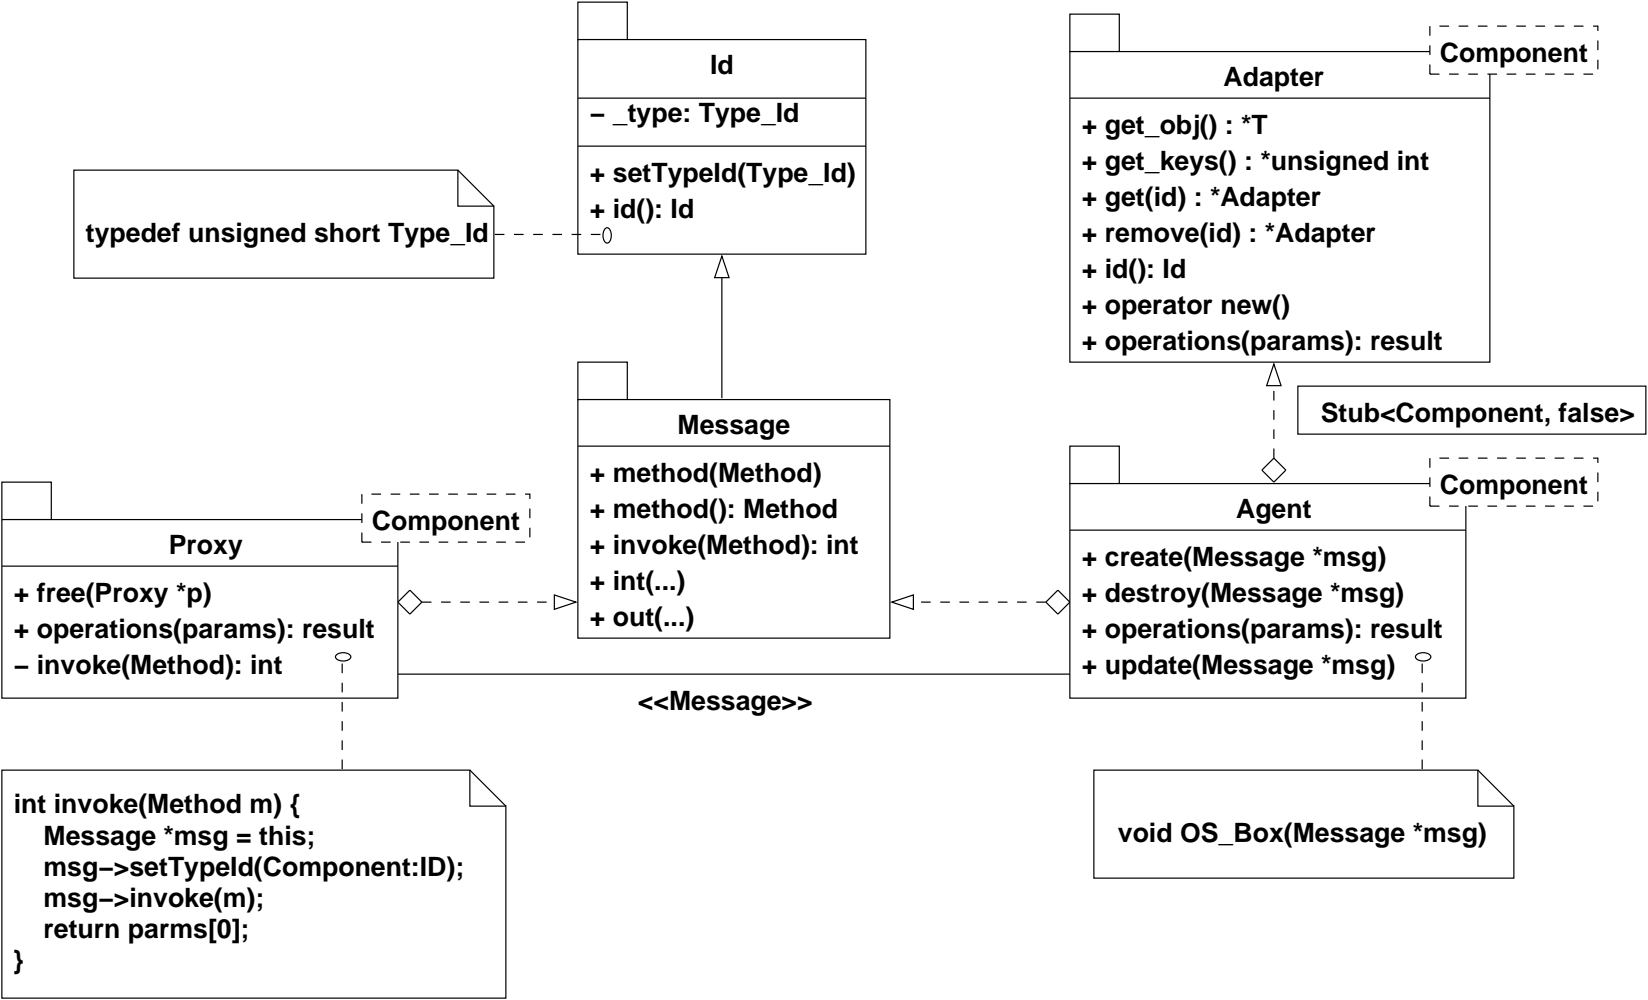 Id
– _type: Type_Id
+ setTypeId(Type_Id)
+ id(): Id
typedef unsigned short Type_Id
Component
Adapter
+ get_obj() : *T
+ get_keys() : *unsigned int
+ get(id) : *Adapter
+ remove(id) : *Adapter
+ id(): Id
+ operator new()
+ operations(params): result
Stub<Component, false>
Message
+ method(Method)
+ method(): Method
+ invoke(Method): int
+ int(...)
+ out(...)
Component
Proxy
+ free(Proxy *p)
+ operations(params): result
– invoke(Method): int
Component
Agent
+ create(Message *msg)
+ destroy(Message *msg)
+ operations(params): result
+ update(Message *msg)
<<Message>>
int invoke(Method m) {
Message *msg = this;
msg–>setTypeId(Component:ID);
msg–>invoke(m);
return parms[0];
}
void OS_Box(Message *msg)